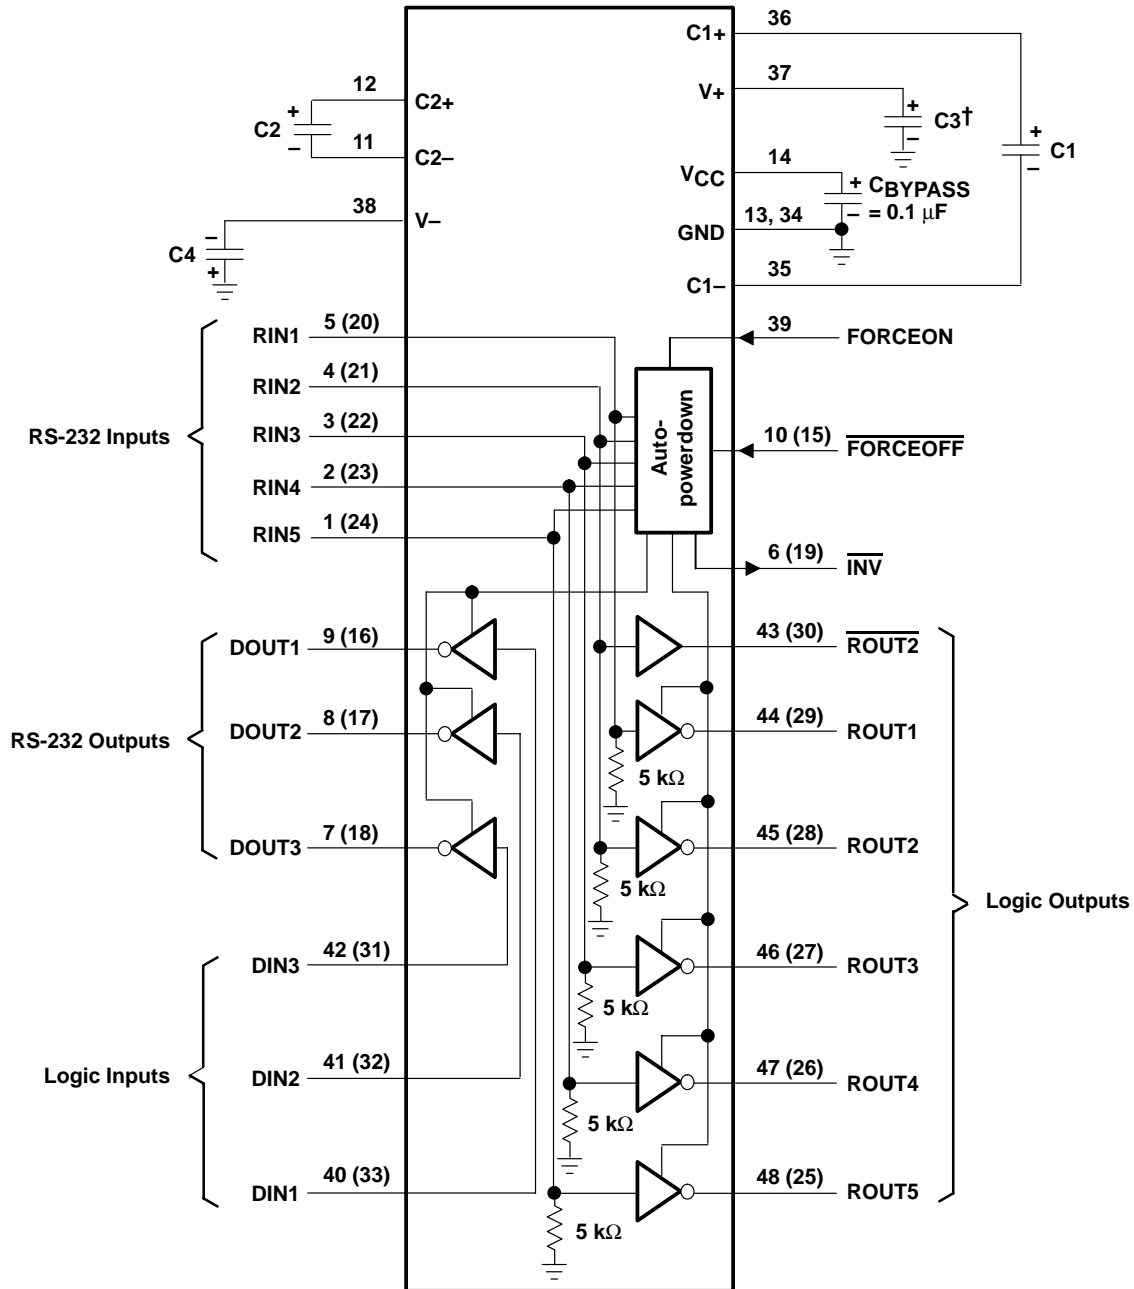 36
C1+
37
12
V+
C2+
+
+
C3†
C2
+
–
11
–
C1
C2–
14
–
VCC
+
CBYPASS
38
13, 34
–
= 0.1 μF
V–
–
GND
C4
+
35
C1–
5 (20)
39
RIN1
FORCEON
4 (21)
RIN2
3 (22)
RS-232 Inputs
RIN3
Auto-
powerdown
10 (15)
FORCEOFF
2 (23)
RIN4
1 (24)
RIN5
6 (19)
INV
9 (16)
43 (30)
DOUT1
ROUT2
8 (17)
44 (29)
RS-232 Outputs
DOUT2
ROUT1
5 kΩ
7 (18)
45 (28)
DOUT3
ROUT2
5 kΩ
Logic Outputs
42 (31)
46 (27)
DIN3
ROUT3
5 kΩ
41 (32)
47 (26)
Logic Inputs
DIN2
ROUT4
5 kΩ
40 (33)
48 (25)
DIN1
ROUT5
5 kΩ